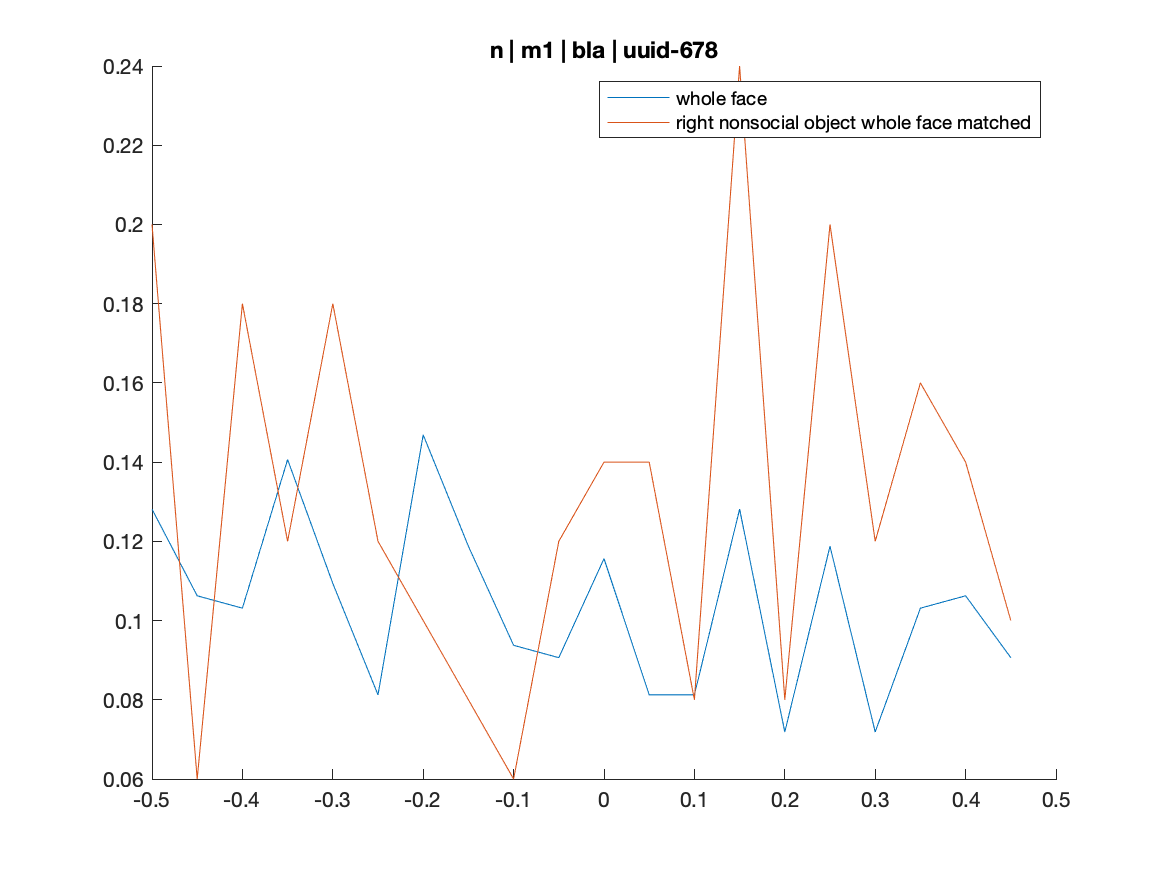 n | m1 | bla | uuid-678
whole face
right nonsocial object whole face matched
0.24
0.22
0.2
0.18
0.16
0.14
0.12
0.1
0.08
0.06
-0.5 -0.4 -0.3 -0.2 -0.1 0 0.1 0.2 0.3 0.4 0.5